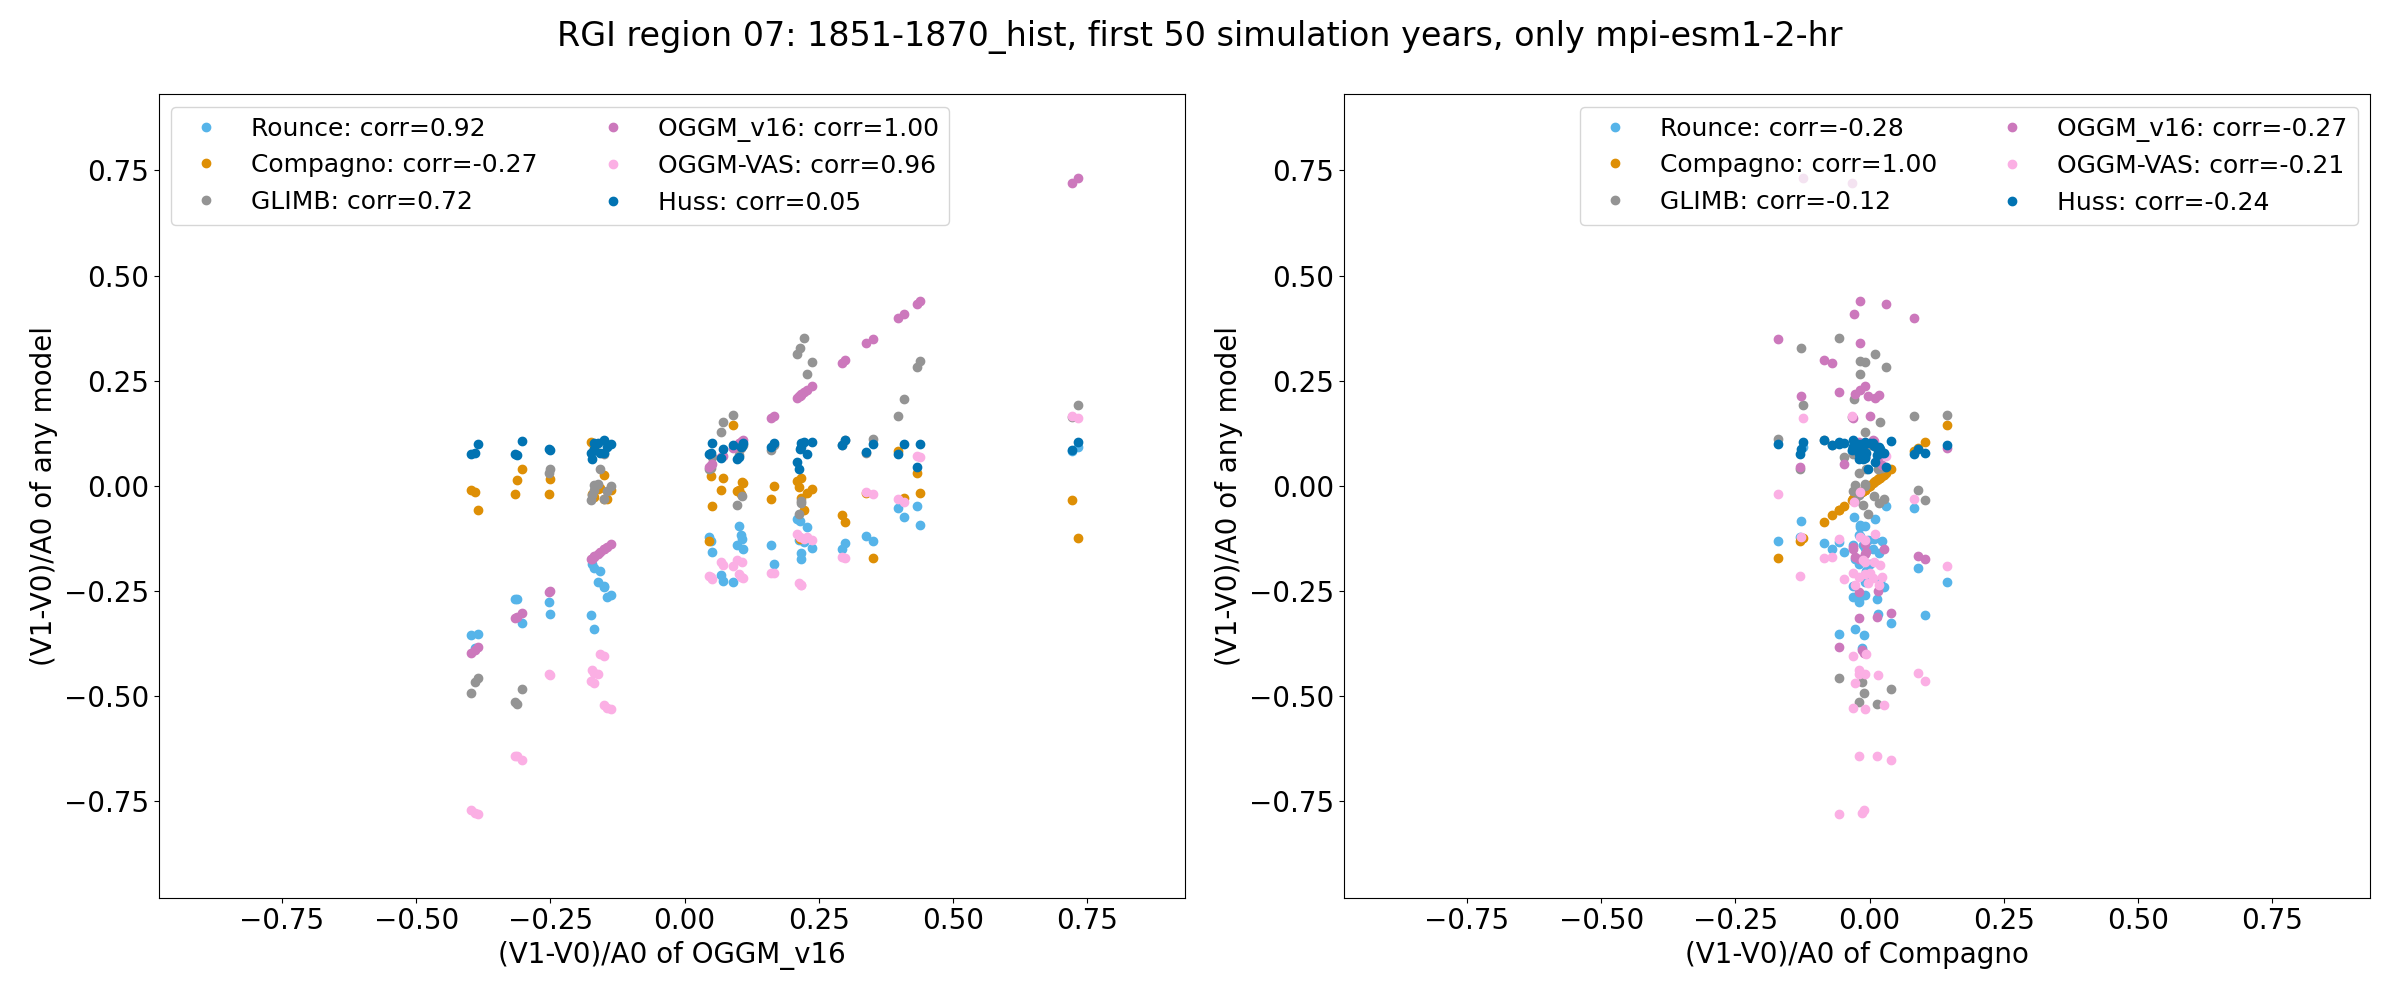 RGI region 07: 1851-1870_hist, first 50 simulation years, only mpi-esm1-2-hr
Rounce: corr=0.92
Compagno: corr=-0.27
GLIMB: corr=0.72
OGGM_v16: corr=1.00
OGGM-VAS: corr=0.96
Huss: corr=0.05
(V1-V0)/A0 of any model
0.75
0.50
0.25
0.00
−0.25
−0.50
−0.75
−0.75 −0.50 −0.25 0.00 0.25 0.50 0.75
(V1-V0)/A0 of OGGM_v16
Rounce: corr=-0.28
Compagno: corr=1.00
GLIMB: corr=-0.12
OGGM_v16: corr=-0.27
OGGM-VAS: corr=-0.21
Huss: corr=-0.24
(V1-V0)/A0 of any model
0.75
0.50
0.25
0.00
−0.25
−0.50
−0.75
−0.75 −0.50 −0.25 0.00 0.25 0.50 0.75
(V1-V0)/A0 of Compagno